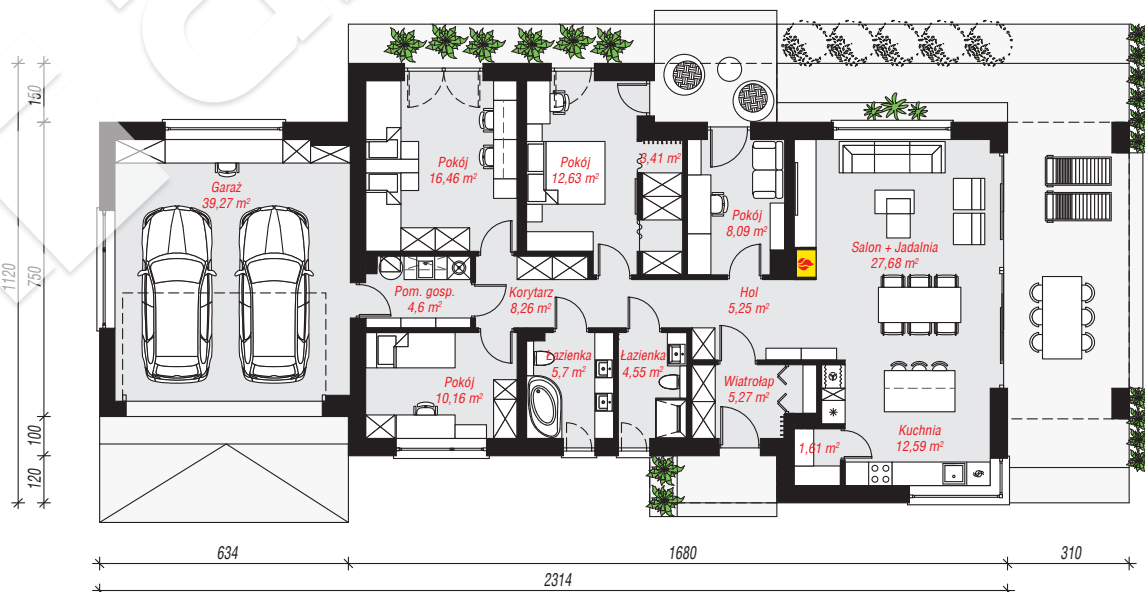 150
750
1120
100
120
Garaż
39,27 m²
Pokój
16,46 m²
Pokój
12,63 m²
3,41 m²
Pokój
8,09 m²
Salon + Jadalnia
27,68 m²
Pom. gosp.
4,6 m²
Korytarz
8,26 m²
Hol
5,25 m²
Pokój
10,16 m²
Łazienka
5,7 m²
Łazienka
4,55 m²
Wiatrołap
5,27 m²
1,61 m²
Kuchnia
12,59 m²
634
1680
310
2314